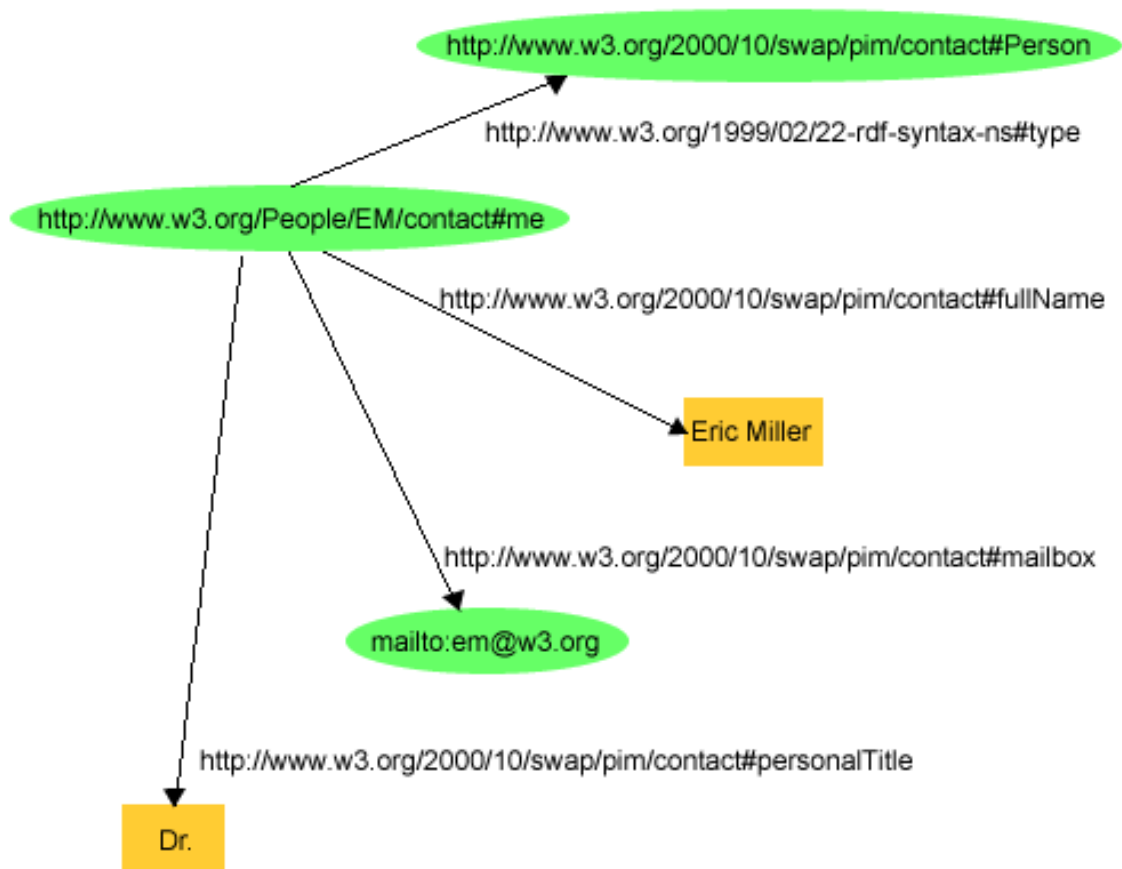 http://www.w3.org/2000/10/swap/pim/contact#Person
http://www.w3.org/1999/02/22-rdf-syntax-ns#type
http://www.w3.org/People/EM/contact#me
http://www.w3.org/2000/10/swap/pim/contact#fullName
Eric Miller
http://www.w3.org/2000/10/swap/pim/contact#mailbox
mailto:em@w3.org
http://www.w3.org/2000/10/swap/pim/contact#personalTitle
Dr.